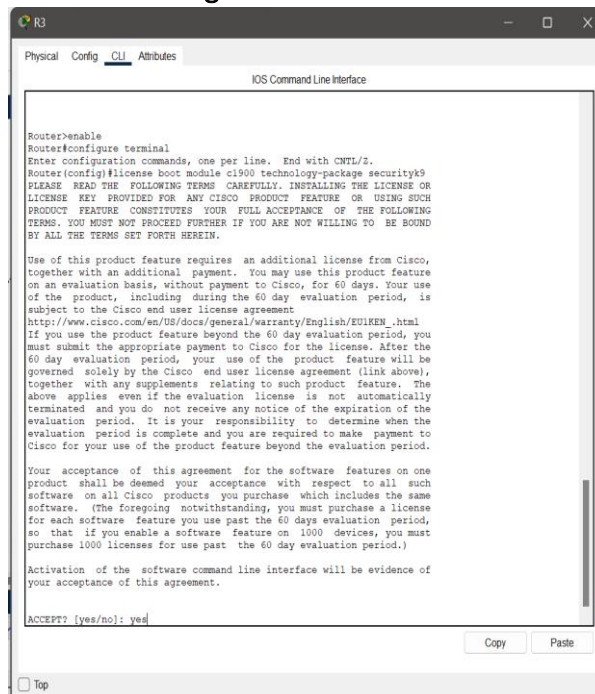 R3
Physical Config CLI Attributes
IOS Command Line Interface
Router>enable
Router#configure terminal
Enter configuration commands, one per line. End with CNTL/Z.
Router(config)#license boot module c1900 technology-package securityk9
PLEASE READ THE FOLLOWING TERMS CAREFULLY. INSTALLING THE LICENSE OR
LICENSE KEY PROVIDED FOR ANY CISCO PRODUCT FEATURE OR USING SUCH
PRODUCT FEATURE CONSTITUTES YOUR FULL ACCEPTANCE OF THE FOLLOWING
TERMS. YOU MUST NOT PROCEED FURTHER IF YOU ARE NOT WILLING TO BE BOUND
BY ALL THE TERMS SET FORTH HEREIN.
Use of this product feature requires an additional license from Cisco,
together with an additional payment. You may use this product feature
on an evaluation basis, without payment to Cisco, for 60 days. Your use
of the product, including during the 60 day evaluation period, is
subject to the Cisco end user license agreement
http://www.cisco.com/en/US/docs/general/warranty/English/EU1KEN_.html
If you use the product feature beyond the 60 day evaluation period, you
must submit the appropriate payment to Cisco for the license. After the
60 day evaluation period, your use of the product feature will be
governed solely by the Cisco end user license agreement (link above),
together with any supplements relating to such product feature. The
above applies even if the evaluation license is not automatically
terminated and you do not receive any notice of the expiration of the
evaluation period. It is your responsibility to determine when the
evaluation period is complete and you are required to make payment to
Cisco for your use of the product feature beyond the evaluation period.
Your acceptance of this agreement for the software features on one
product shall be deemed your acceptance with respect to all such
software on all Cisco products you purchase which includes the same
software. (The foregoing notwithstanding, you must purchase a license
for each software feature you use past the 60 days evaluation period,
so that if you enable a software feature on 1000 devices, you must
purchase 1000 licenses for use past the 60 day evaluation period.)
Activation of the software command line interface will be evidence of
your acceptance of this agreement.
ACCEPT? [yes/no]: yes
Copy Paste
Top